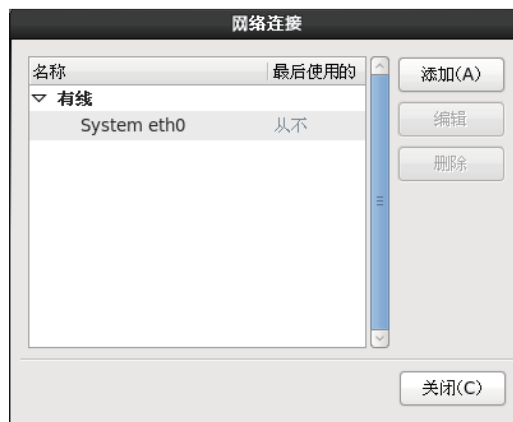 网络连接
名称 最后使用的
有线
System eth0 从不
添加(A)
编辑
删除
关闭(C)